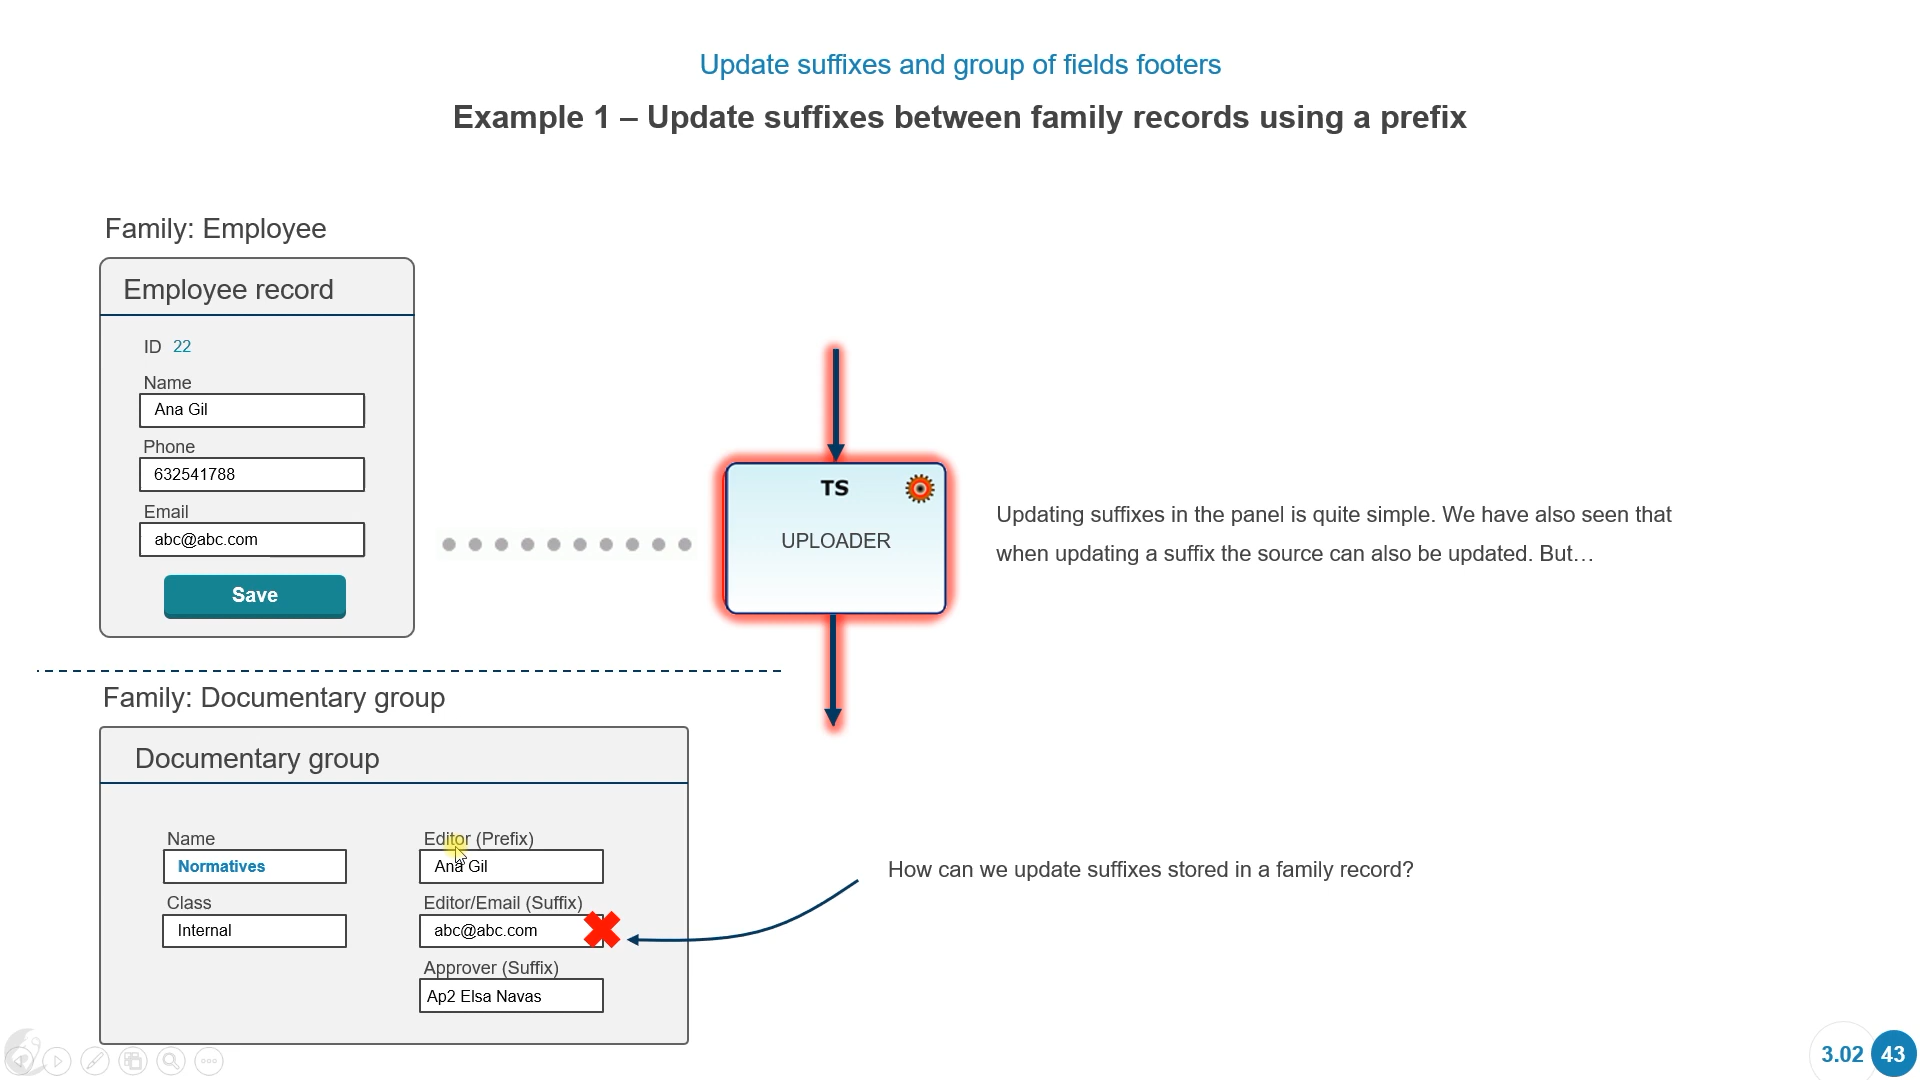 Update suffixes and group of fields footers
Example 1 – Update suffixes between family records using a prefix
Family: Employee
Employee record
ID 22
Name
Ana Gil
Phone
632541788
Email
abc@abc.com
Save
TS
UPLOADER
Updating suffixes in the panel is quite simple. We have also seen that
when updating a suffix the source can also be updated. But…
Family: Documentary group
Documentary group
Name
Normatives
Class
Internal
Editor (Prefix)
Ana Gil
Editor/Email (Suffix)
abc@abc.com
Approver (Suffix)
Ap2 Elsa Navas
How can we update suffixes stored in a family record?
3.02 43